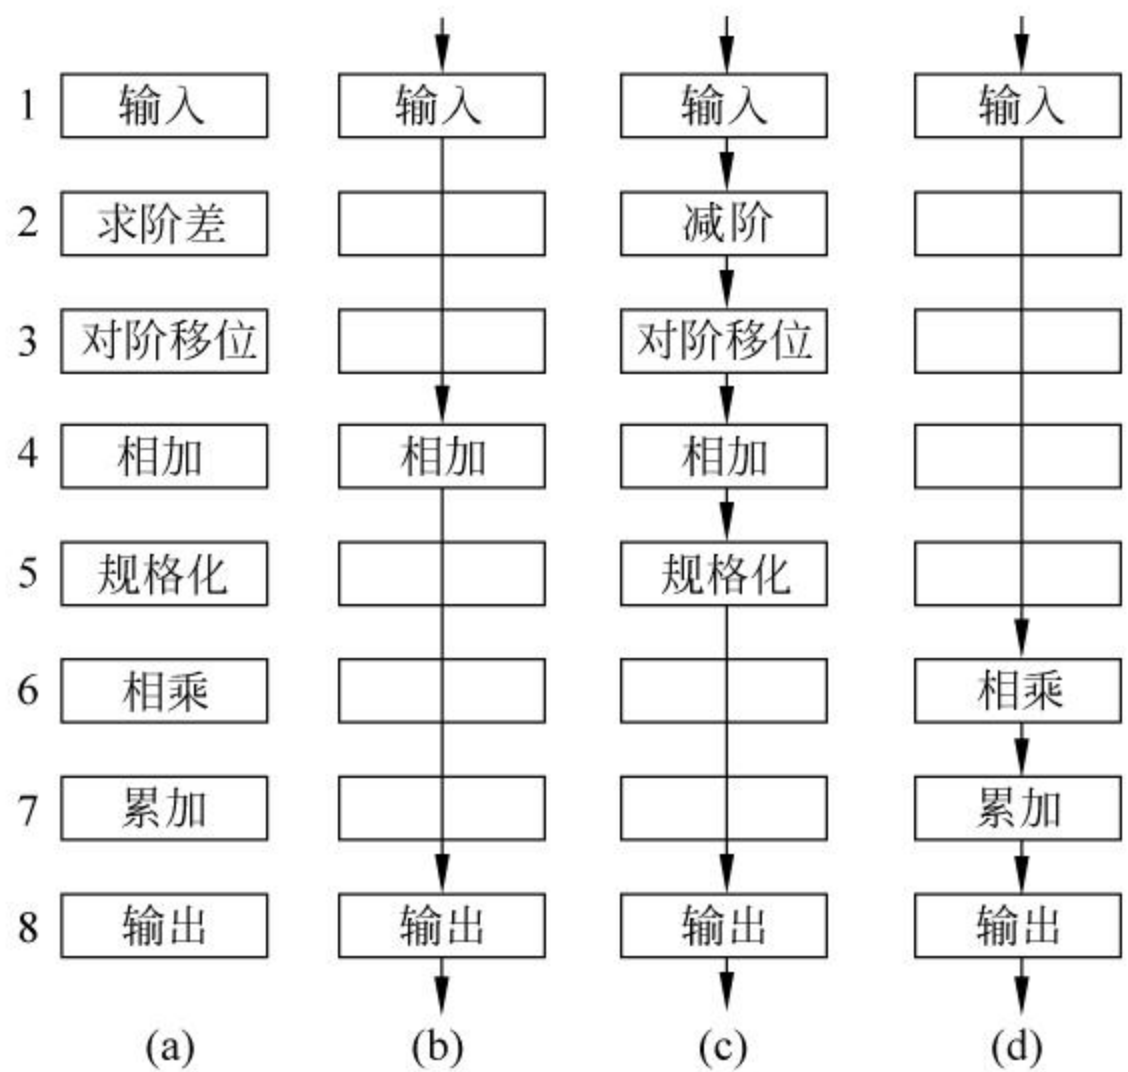 1 输入 输入 输入 输入
2 求阶差 减阶
3 对阶移位 对阶移位
4 相加 相加 相加
5 规格化 规格化
6 相乘 相乘
7 累加 累加
8 输出 输出 输出 输出
(a) (b) (c) (d)